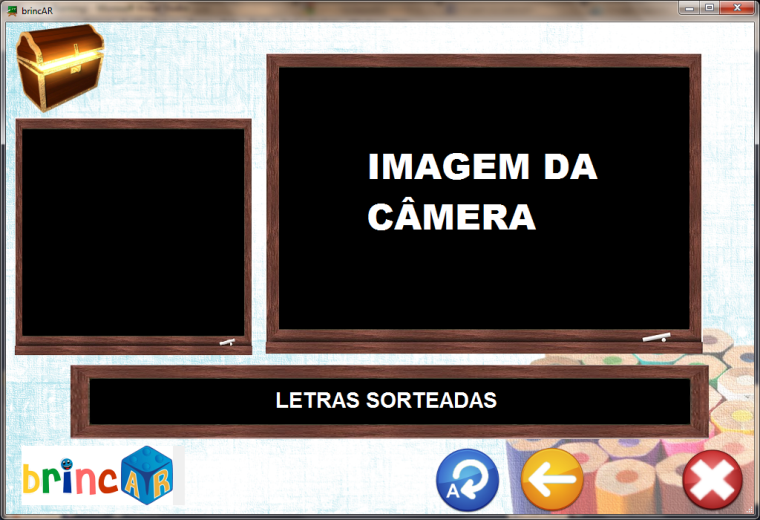 brincAR
IMAGEM DA
CÂMERA
LETRAS SORTEADAS
brincAR
A